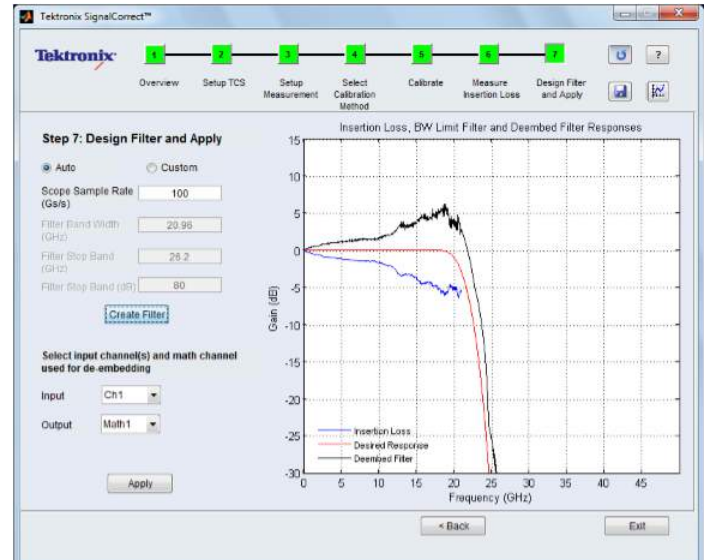 Tektronix SignalCorrect™
Tektronix
1 2 3 4 5 6 7
Overview
Setup TCS
Setup Measurement
Select Calibration Method
Calibrate
Measure Insertion Loss
Design Filter and Apply
?
Step 7: Design Filter and Apply
Auto Custom
Scope Sample Rate (Gs/s) 100
Filter Band Width (GHz) 20.96
Filter Stop Band (GHz) 26.2
Filter Stop Band (dB) 80
Create Filter
Select input channel(s) and math channel
used for de-embedding
Input Ch1
Output Math1
Apply
Insertion Loss, BW Limit Filter and Deembed Filter Responses
Gain (dB)
15
10
5
0
-5
-10
-15
-20
-25
-30
Insertion Loss
Desired Response
Deembed Filter
0 5 10 15 20 25 30 35 40 45
Frequency (GHz)
< Back
Exit